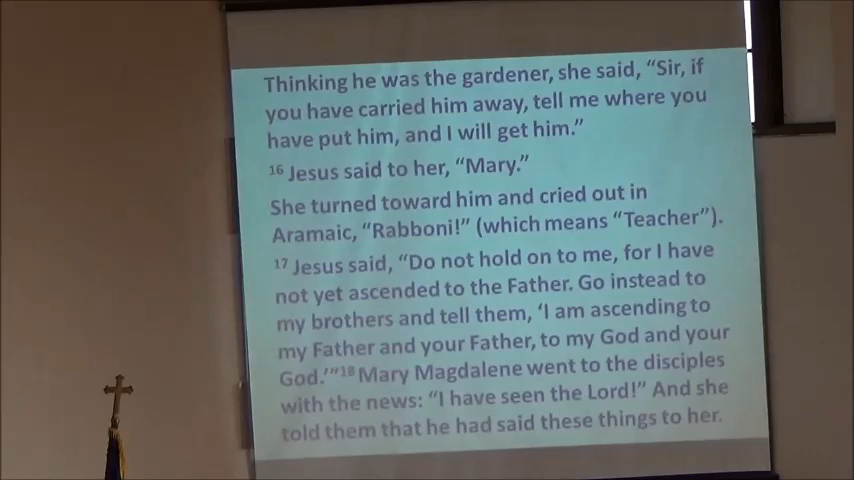 Thinking he was the gardener, she said, “Sir, if
you have carried him away, tell me where you
have put him, and I will get him.”
16 Jesus said to her, “Mary.”
She turned toward him and cried out in
Aramaic, “Rabboni!” (which means “Teacher”).
17 Jesus said, “Do not hold on to me, for I have
not yet ascended to the Father. Go instead to
my brothers and tell them, ‘I am ascending to
my Father and your Father, to my God and your
God.’”18 Mary Magdalene went to the disciples
with the news: “I have seen the Lord!” And she
told them that he had said these things to her.